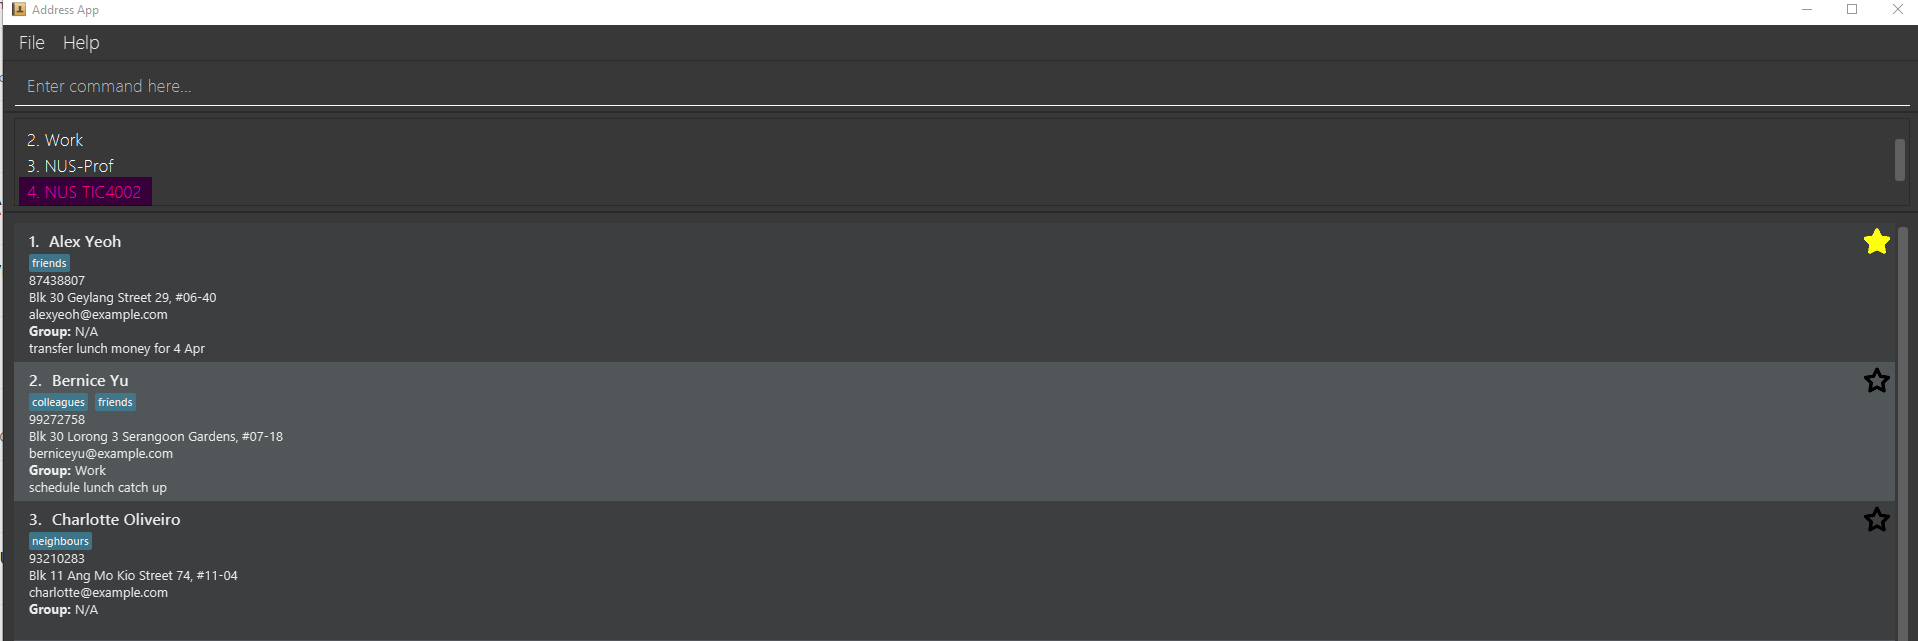 Address App
File Help
Enter command here...
2. Work
3. NUS-Prof
4. NUS TIC4002
1. Alex Yeoh
friends
87438807
Blk 30 Geylang Street 29, #06-40
alexyeoh@example.com
Group: N/A
transfer lunch money for 4 Apr
2. Bernice Yu
colleagues friends
99272758
Blk 30 Lorong 3 Serangoon Gardens, #07-18
berniceyu@example.com
Group: Work
schedule lunch catch up
3. Charlotte Oliveiro
neighbours
93210283
Blk 11 Ang Mo Kio Street 74, #11-04
charlotte@example.com
Group: N/A